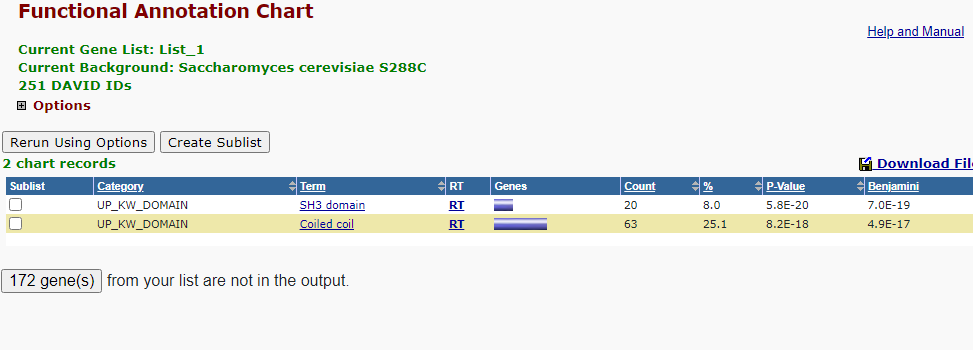 Functional Annotation Chart
Help and Manual
Current Gene List: List_1
Current Background: Saccharomyces cerevisiae S288C
251 DAVID IDs
Options
Rerun Using Options Create Sublist
2 chart records Download File
Sublist Category Term RT Genes Count % P-Value Benjamini
UP_KW_DOMAIN SH3 domain RT 20 8.0 5.8E-20 7.0E-19
UP_KW_DOMAIN Coiled coil RT 63 25.1 8.2E-18 4.9E-17
172 gene(s) from your list are not in the output.